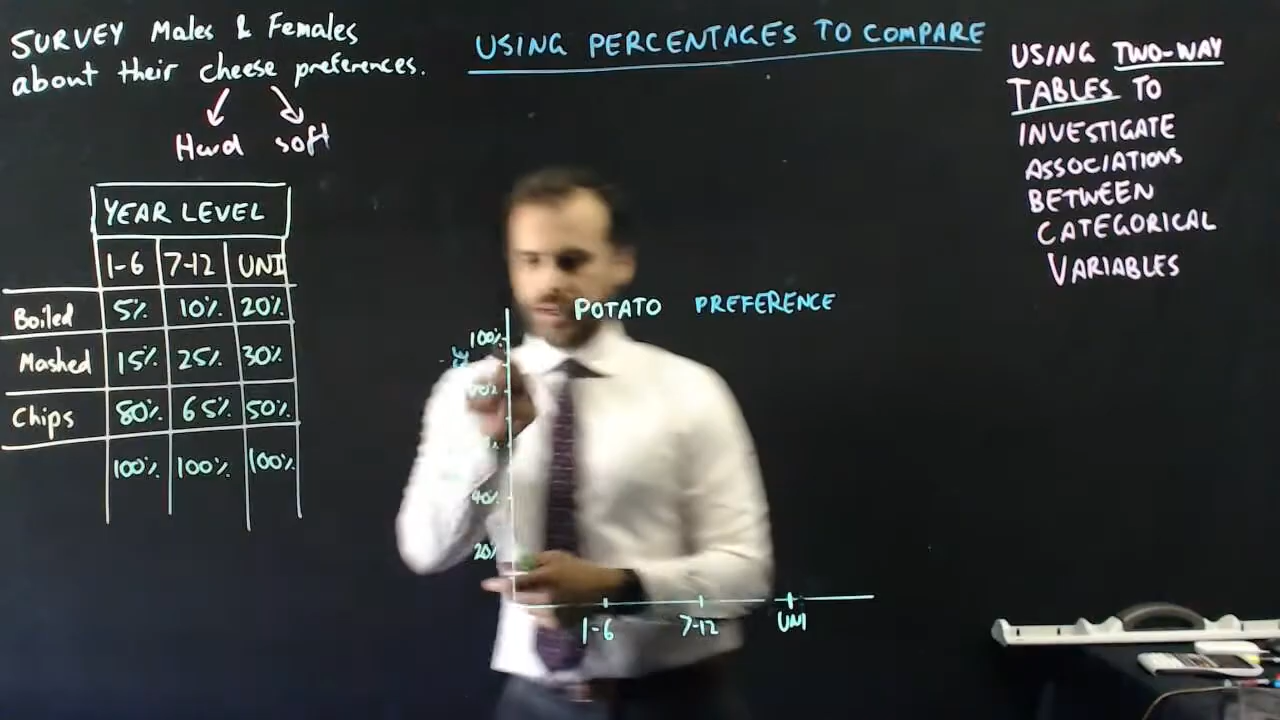 SURVEY Males & Females
about their cheese preferences.
Hard soft
USING PERCENTAGES TO COMPARE
USING TWO-WAY
TABLES TO
INVESTIGATE
ASSOCIATIONS
BETWEEN
CATEGORICAL
VARIABLES
YEAR LEVEL
1-6 7-12 UNI
Boiled 5% 10% 20%
Mashed 15% 25% 30%
Chips 80% 65% 50%
100% 100% 100%
POTATO PREFERENCE
100%
40%
20%
1-6 7-12 UNI